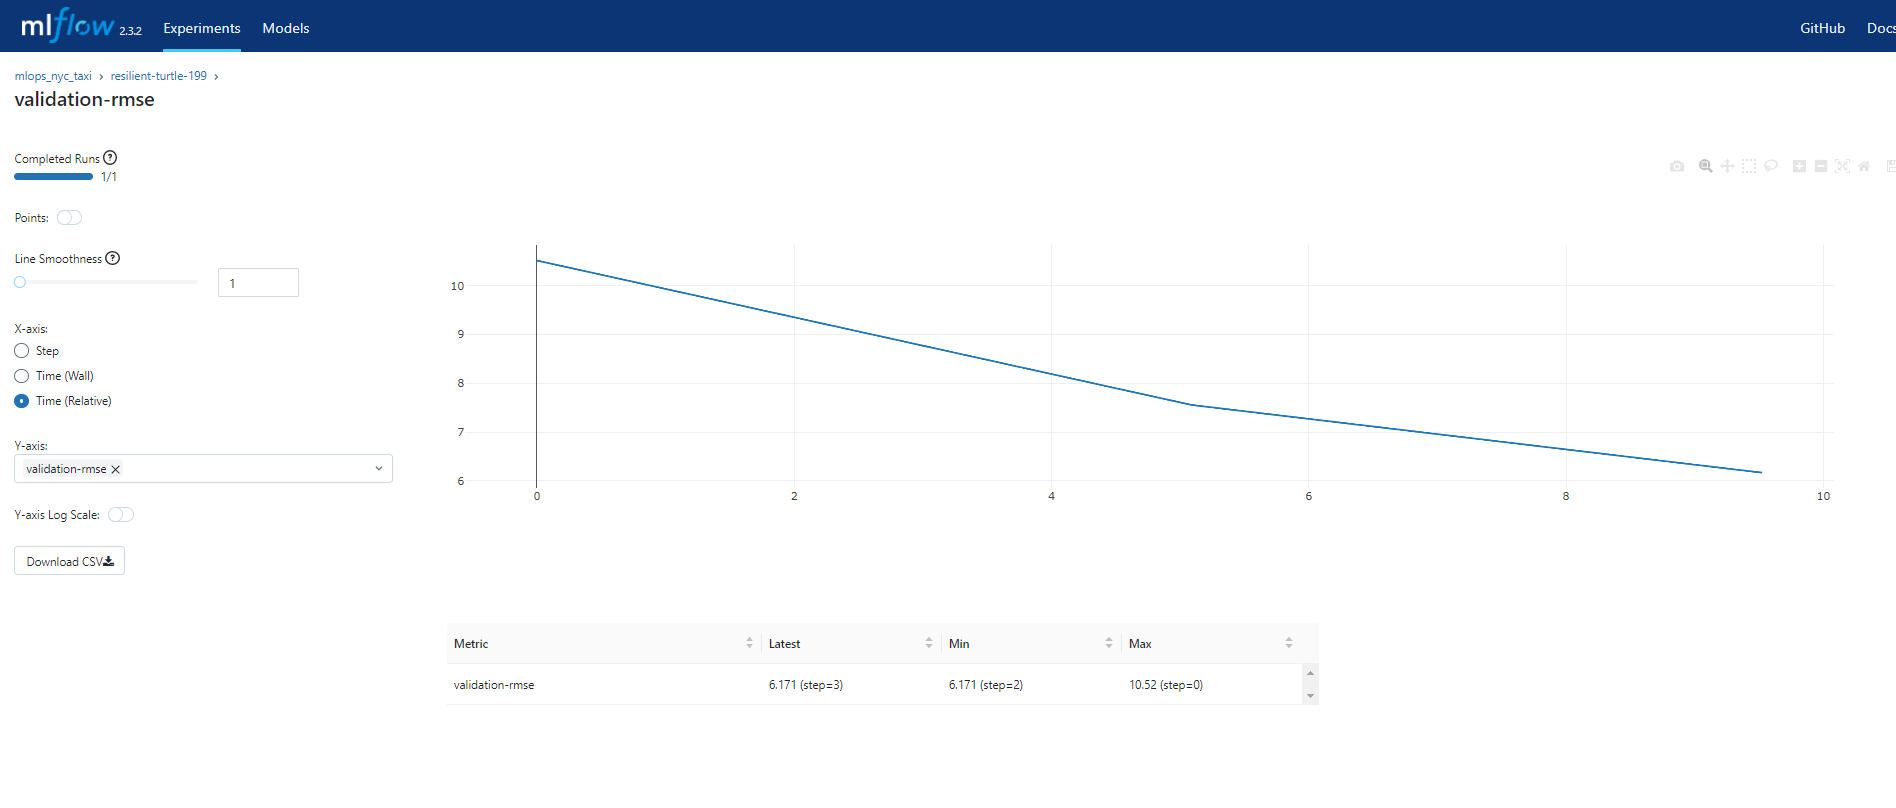 mlflow 2.3.2 Experiments Models GitHub Docs
mlops_nyc_taxi › resilient-turtle-199 ›
validation-rmse
Completed Runs ?
1/1
Points:
Line Smoothness ?
1
X-axis:
Step
Time (Wall)
Time (Relative)
Y-axis:
validation-rmse
Y-axis Log Scale:
Download CSV
10
9
8
7
6
0 2 4 6 8 10
Metric Latest Min Max
validation-rmse 6.171 (step=3) 6.171 (step=2) 10.52 (step=0)